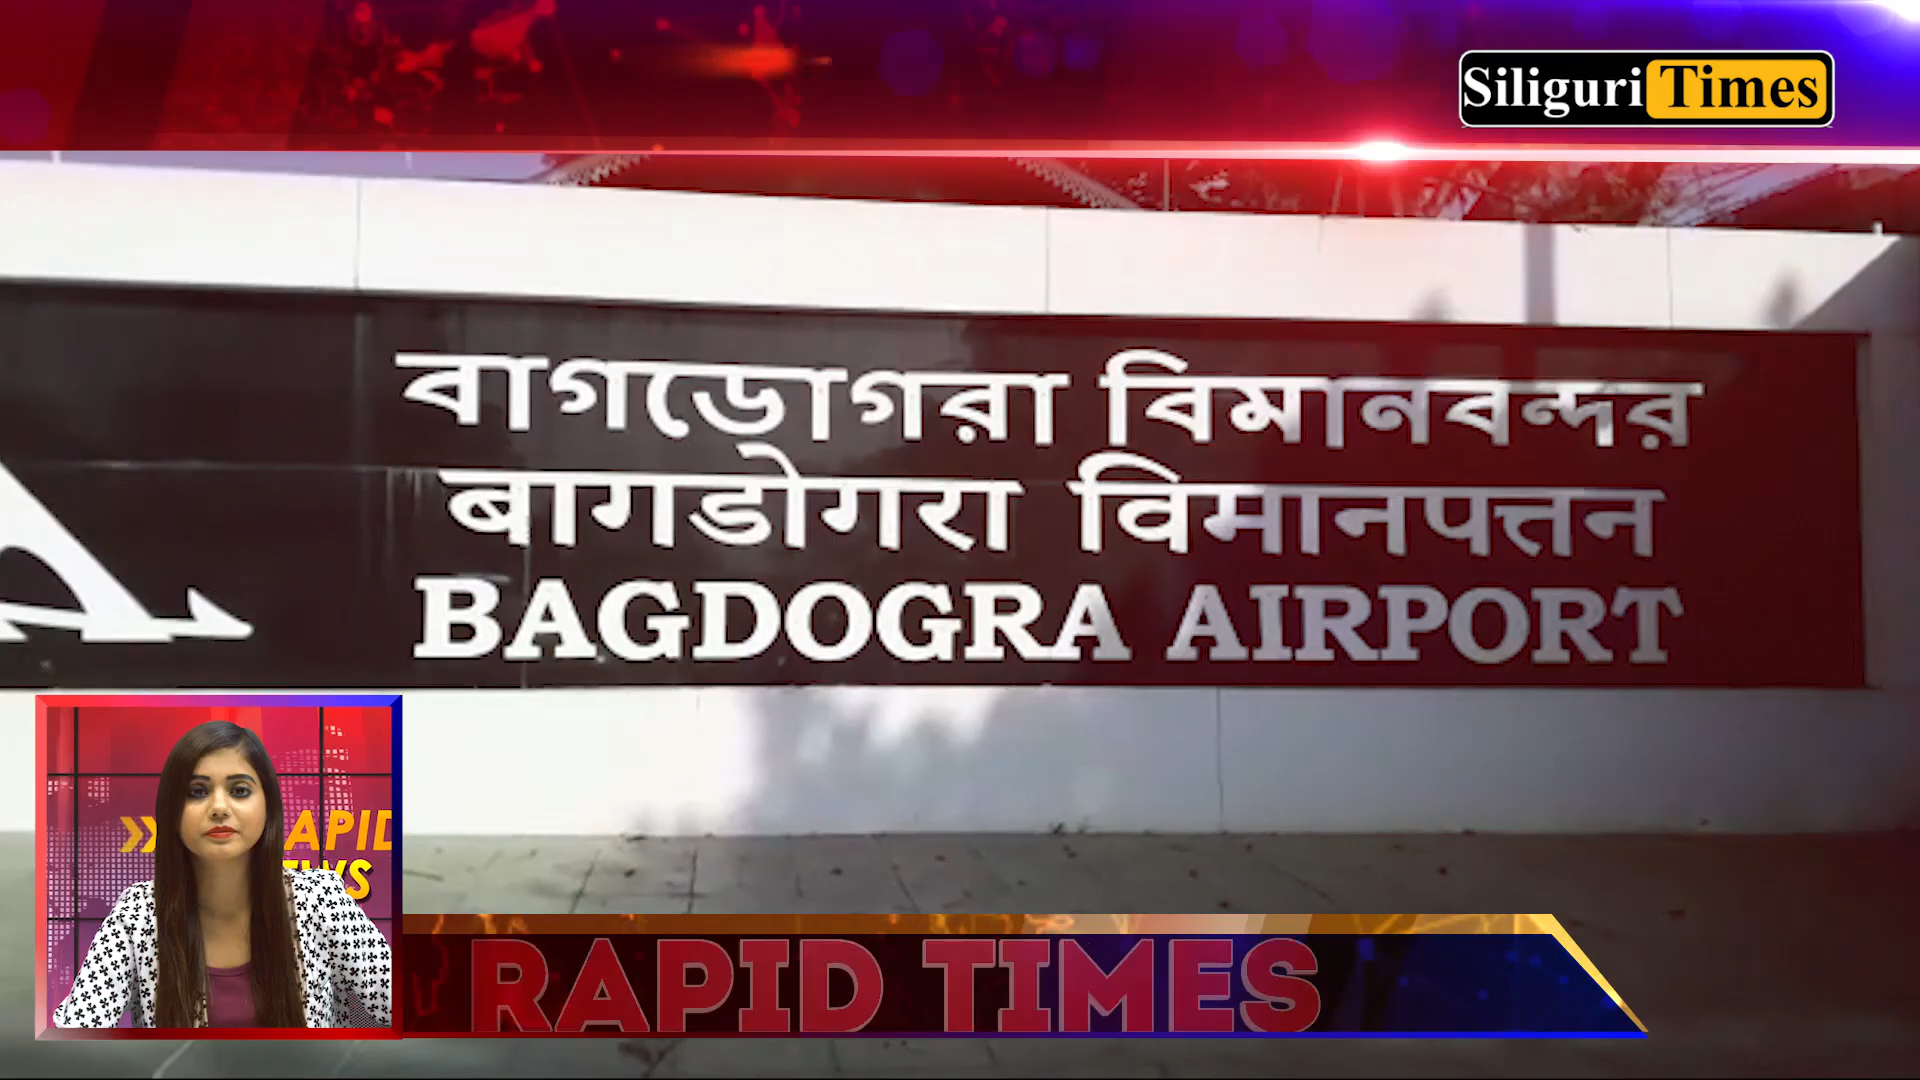 Siliguri Times
বাগডোগরা বিমানবন্দর
बागडोगरा विमानपत्तन
BAGDOGRA AIRPORT
RAPID TIMES